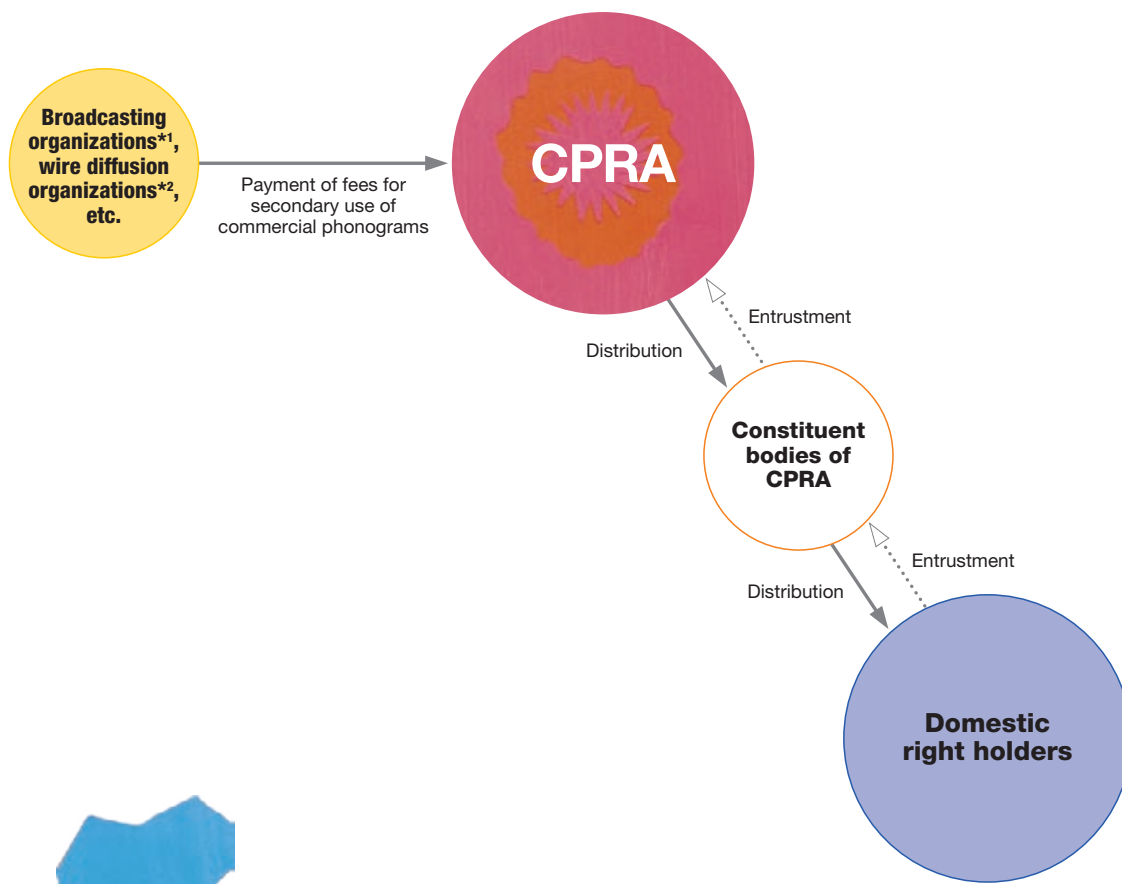 Broadcasting
organizations*1,
wire diffusion
organizations*2,
etc.
Payment of fees for
secondary use of
commercial phonograms
CPRA
Entrustment
Distribution
Constituent
bodies of
CPRA
Entrustment
Distribution
Domestic
right holders